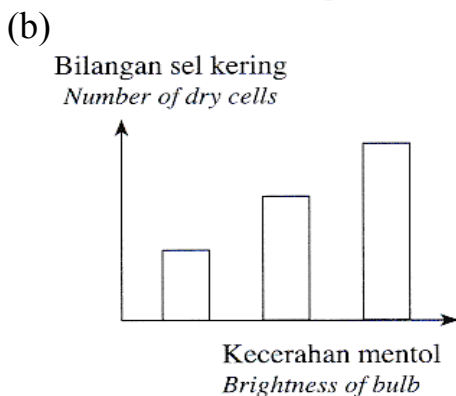 (b)
Bilangan sel kering
Number of dry cells
Kecerahan mentol
Brightness of bulb